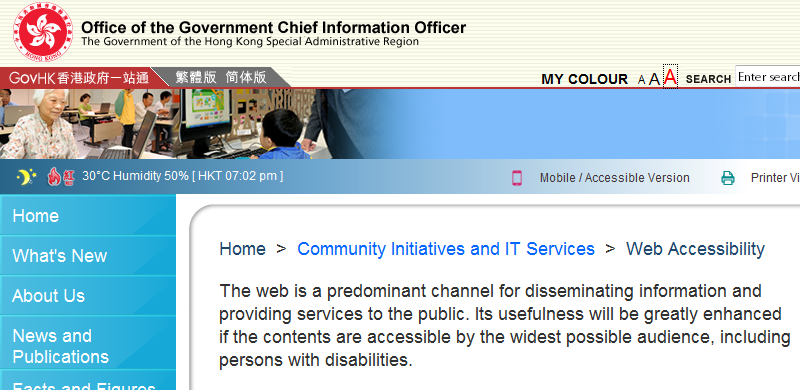 Office of the Government Chief Information Officer
The Government of the Hong Kong Special Administrative Region
HONG KONG
GovHK香港政府一站通 繁體版 简体版
MY COLOUR A A A SEARCH Enter search
30°C Humidity 50% [ HKT 07:02 pm ] Mobile / Accessible Version Printer Vi
Home
What's New
About Us
News and
Publications
Facts and Figures
Home > Community Initiatives and IT Services > Web Accessibility
The web is a predominant channel for disseminating information and
providing services to the public. Its usefulness will be greatly enhanced
if the contents are accessible by the widest possible audience, including
persons with disabilities.